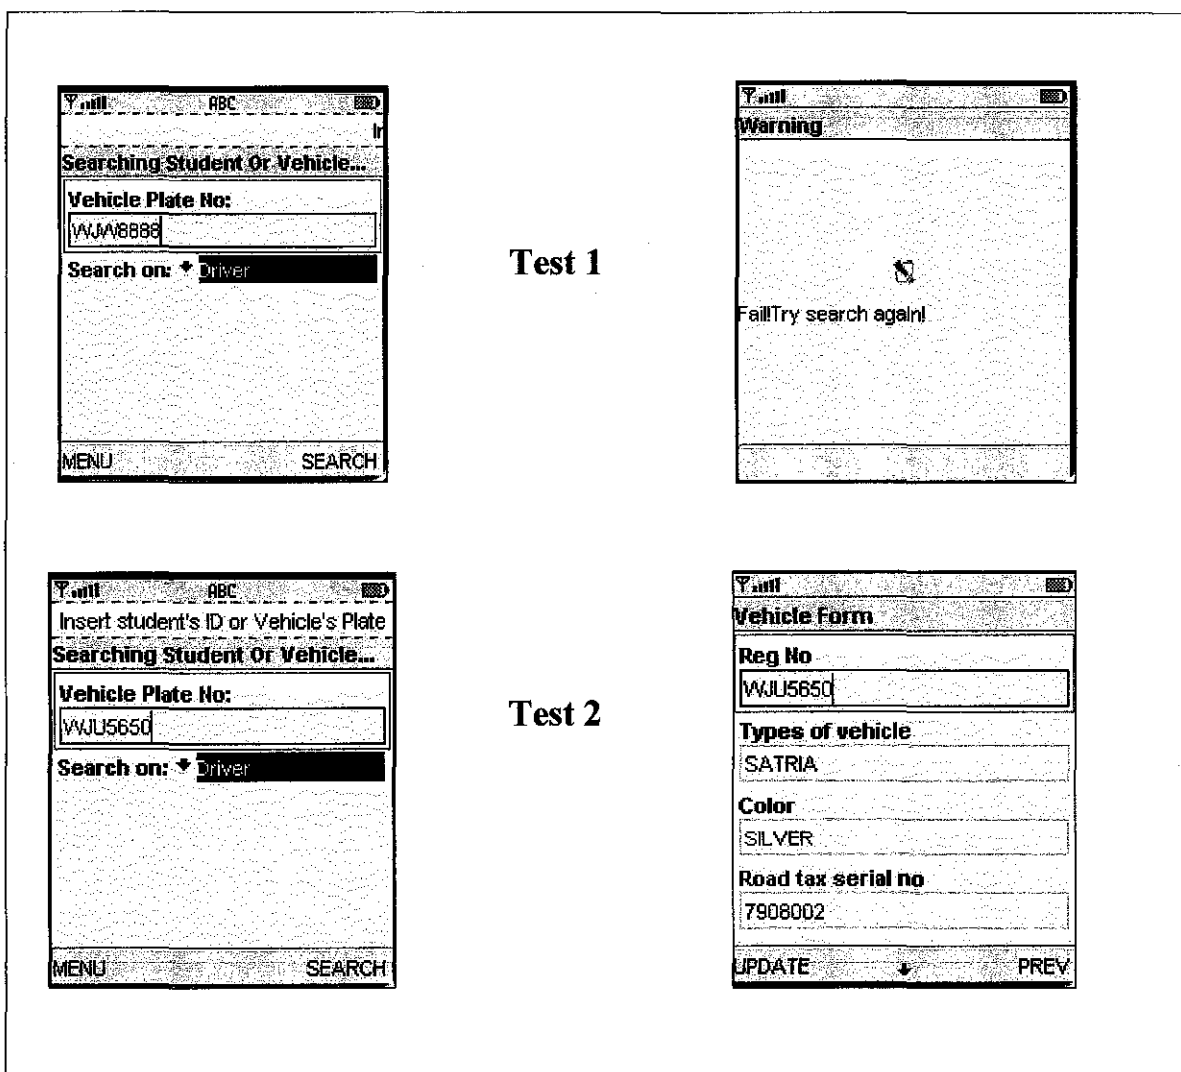 ABC
Ir
Searching Student Or Vehicle...
Vehicle Plate No:
WJW8888
Search on: Driver
MENU SEARCH
Test 1
Warning
Fail!Try search again!
ABC
Insert student's ID or Vehicle's Plate
Searching Student Or Vehicle...
Vehicle Plate No:
WJU5650
Search on: Driver
MENU SEARCH
Test 2
Vehicle Form
Reg No
WJU5650
Types of vehicle
SATRIA
Color
SILVER
Road tax serial no
7908002
UPDATE PREV